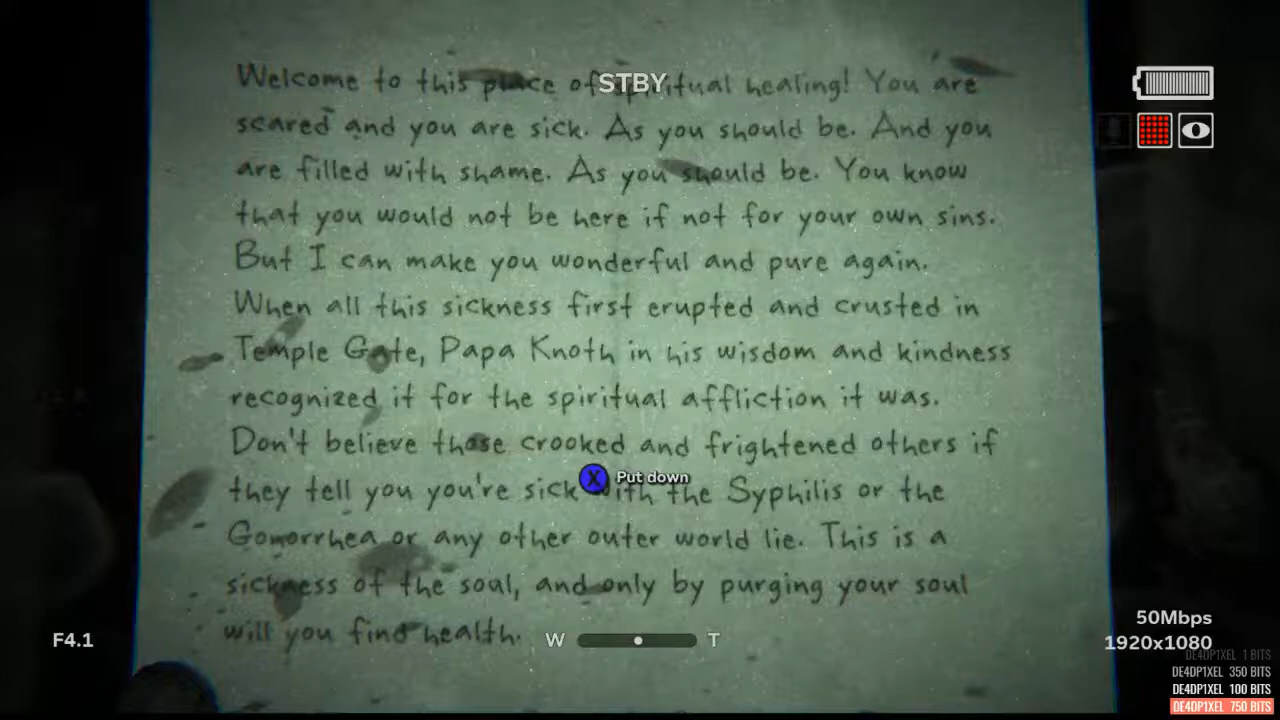 Welcome to this place of spiritual healing! You are
STBY
scared and you are sick. As you should be. And you
are filled with shame. As you should be. You know
that you would not be here if not for your own sins.
But I can make you wonderful and pure again.
When all this sickness first erupted and crusted in
Temple Gate, Papa Knoth in his wisdom and kindness
recognized it for the spiritual affliction it was.
Don't believe those crooked and frightened others if
X Put down
they tell you you're sick with the Syphilis or the
Gonorrhea or any other outer world lie. This is a
sickness of the soul, and only by purging your soul
will you find health.
F4.1
W T
50Mbps
1920x1080
DE4DP1XEL 1 BITS
DE4DP1XEL 350 BITS
DE4DP1XEL 100 BITS
DE4DP1XEL 750 BITS